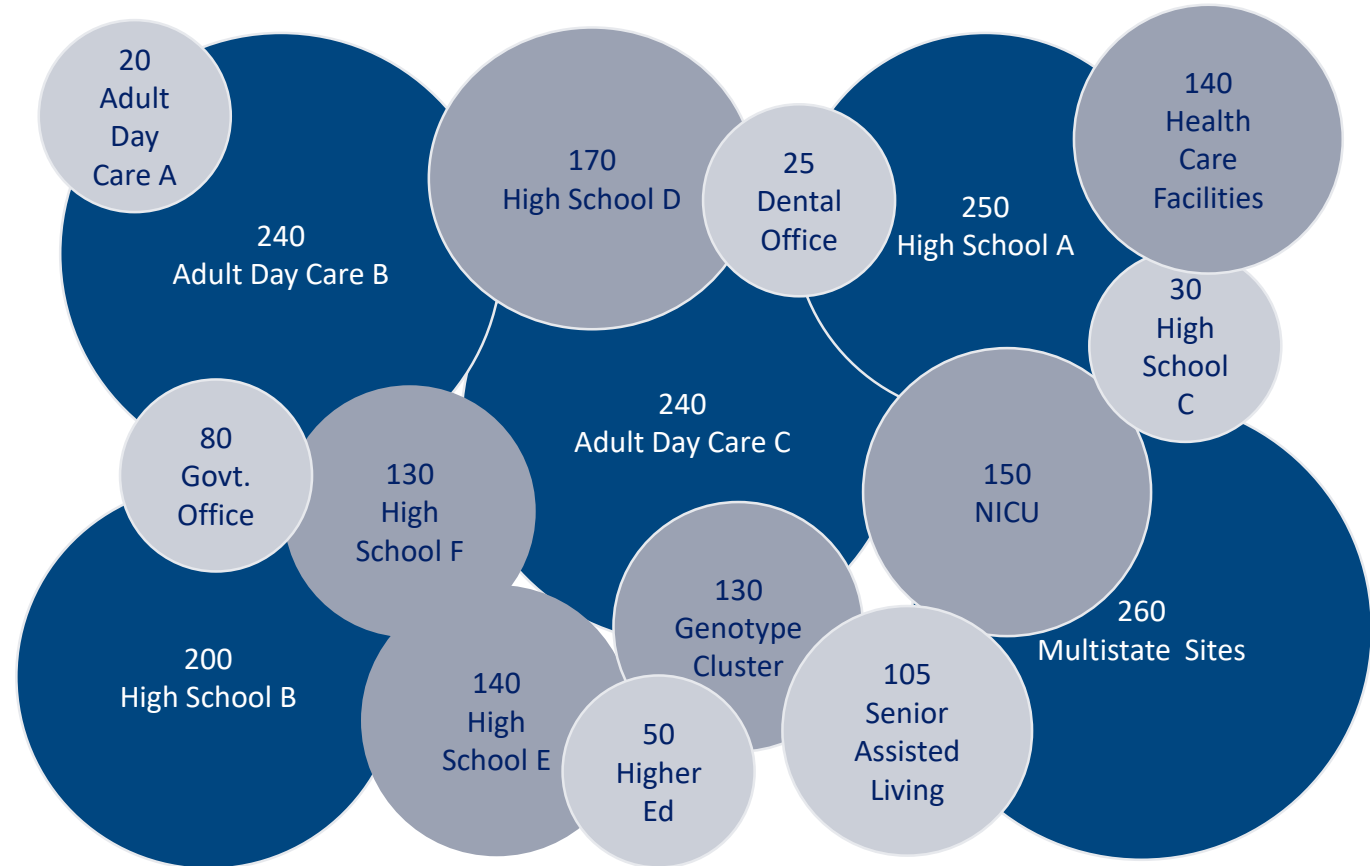 20
Adult
Day
Care A
240
Adult Day Care B
170
High School D
25
Dental
Office
250
High School A
140
Health
Care
Facilities
30
High
School
C
80
Govt.
Office
130
High
School F
240
Adult Day Care C
150
NICU
200
High School B
140
High
School E
130
Genotype
Cluster
50
Higher
Ed
105
Senior
Assisted
Living
260
Multistate Sites